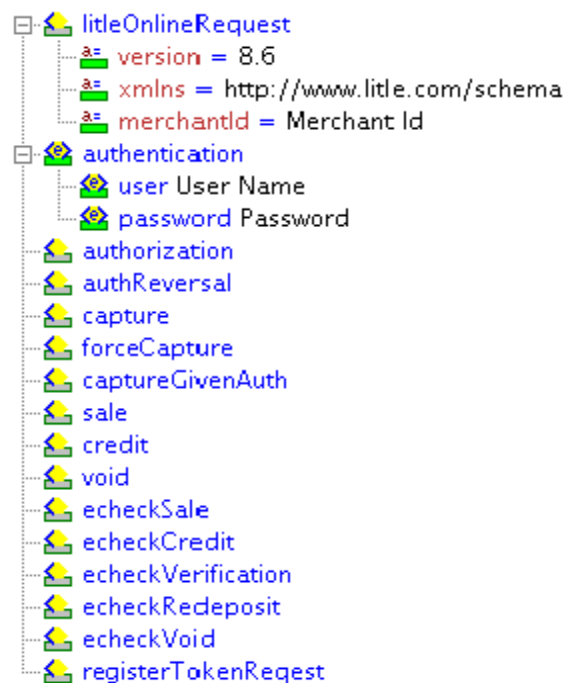 litleOnlineRequest
version = 8.6
xmlns = http://www.litle.com/schema
merchantId = Merchant Id
authentication
user User Name
password Password
authorization
authReversal
capture
forceCapture
captureGivenAuth
sale
credit
void
echeckSale
echeckCredit
echeckVerification
echeckRedeposit
echeckVoid
registerTokenReqest